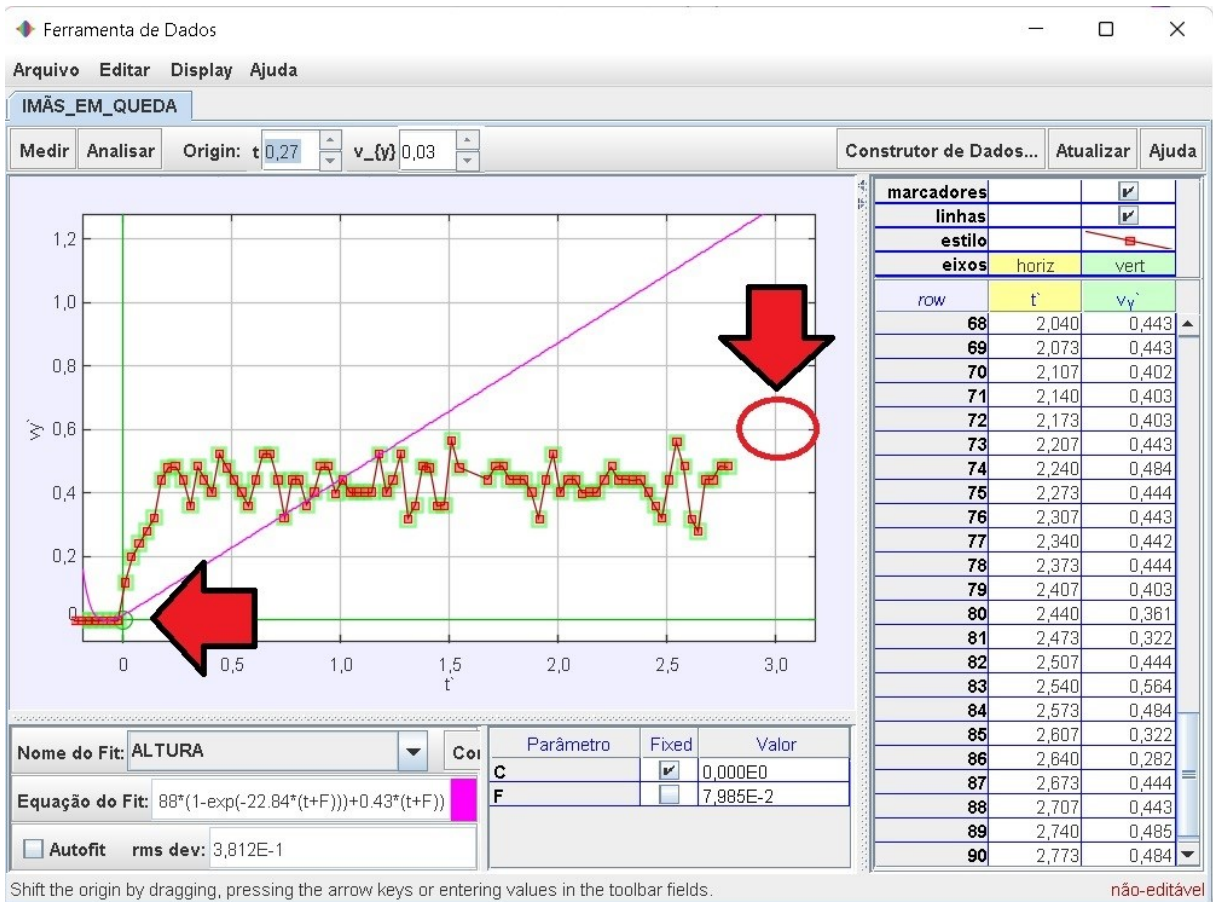 Ferramenta de Dados
Arquivo Editar Display Ajuda
IMÃS_EM_QUEDA
Medir Analisar Origin: t 0,27 v_{y} 0,03 Construtor de Dados... Atualizar Ajuda
1,2
1,0
0,8
0,6
0,4
0,2
0
vy`
0 0,5 1,0 1,5 2,0 2,5 3,0
t`
marcadores
linhas
estilo
eixos horiz vert
row t` vy`
68 2,040 0,443
69 2,073 0,443
70 2,107 0,402
71 2,140 0,403
72 2,173 0,403
73 2,207 0,443
74 2,240 0,484
75 2,273 0,444
76 2,307 0,443
77 2,340 0,442
78 2,373 0,444
79 2,407 0,403
80 2,440 0,361
81 2,473 0,322
82 2,507 0,444
83 2,540 0,564
84 2,573 0,484
85 2,607 0,322
86 2,640 0,282
87 2,673 0,444
88 2,707 0,443
89 2,740 0,485
90 2,773 0,484
Nome do Fit: ALTURA
Equação do Fit: 88*(1-exp(-22.84*(t+F)))+0.43*(t+F))
Autofit rms dev: 3,812E-1
Parâmetro Fixed Valor
C 0,000E0
F 7,985E-2
Shift the origin by dragging, pressing the arrow keys or entering values in the toolbar fields. não-editável